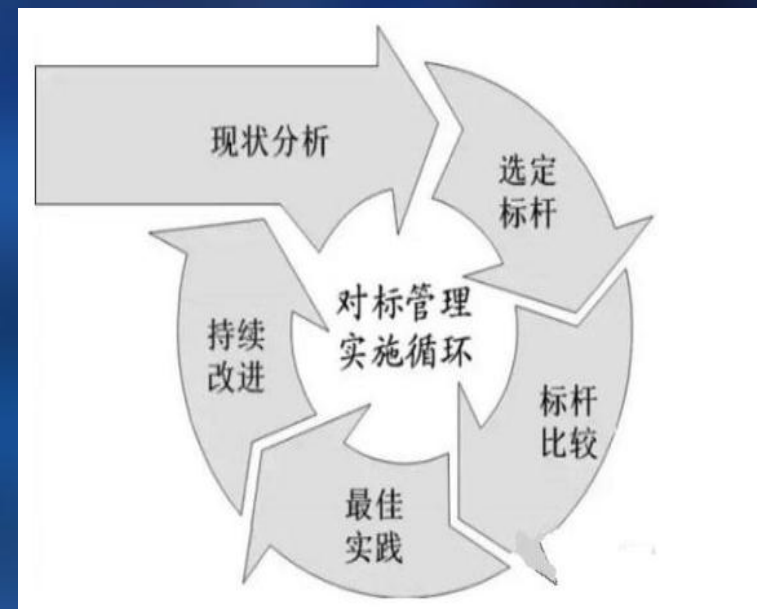 现状分析
选定
标杆
标杆
比较
最佳
实践
持续
改进
对标管理
实施循环